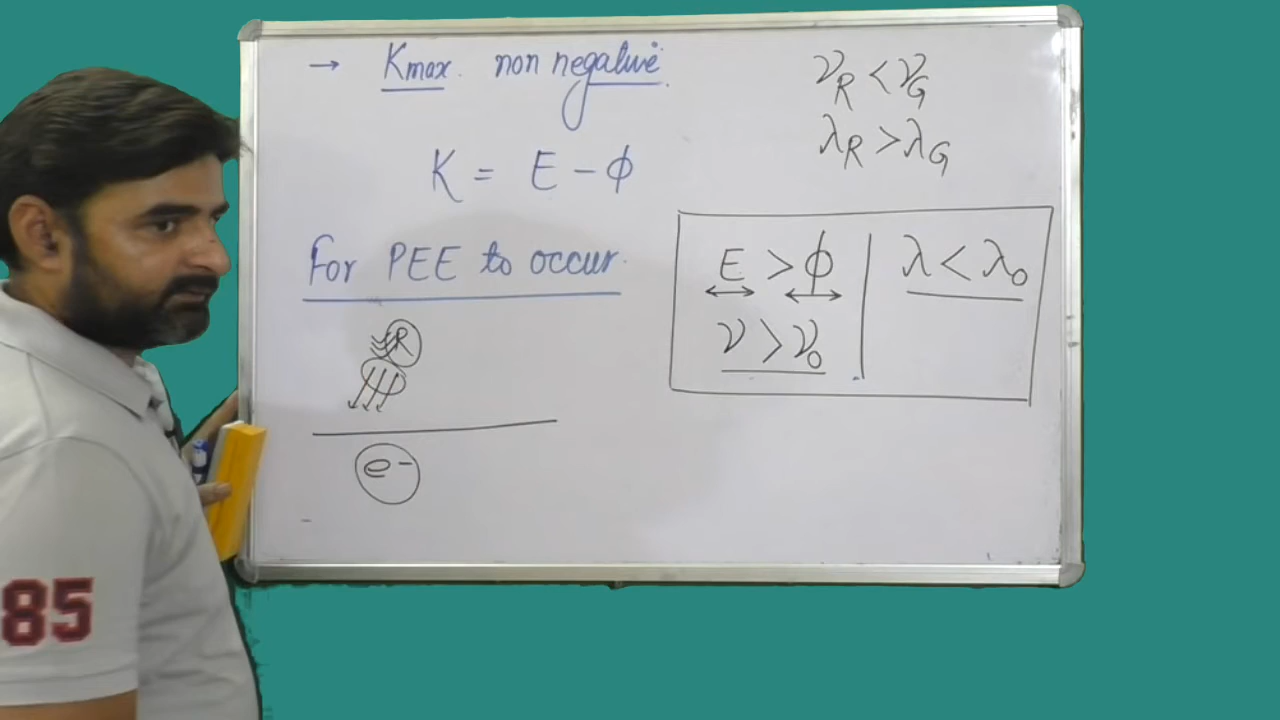 → Kmax. non negative.
K = E - ϕ
For PEE to occur.
R
e-
νR < νG
λR > λG
E > ϕ
ν > ν0
λ < λ0
85